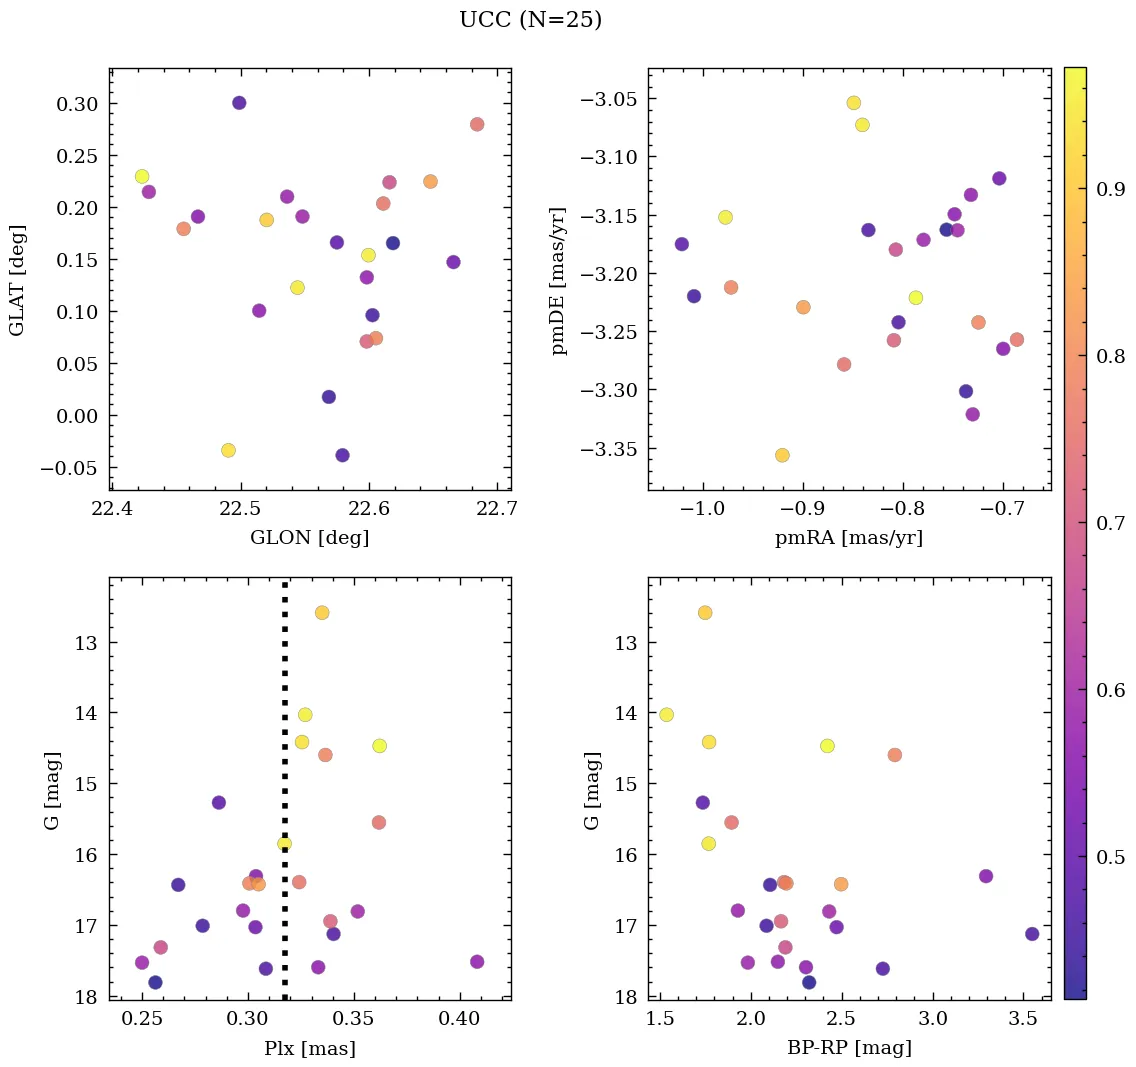 UCC (N=25)
0.30
0.25
0.20
0.15
0.10
0.05
0.00
−0.05
GLAT [deg]
22.4 22.5 22.6 22.7
GLON [deg]
−3.05
−3.10
−3.15
−3.20
−3.25
−3.30
−3.35
pmDE [mas/yr]
−1.0 −0.9 −0.8 −0.7
pmRA [mas/yr]
13
14
15
16
17
18
G [mag]
0.25 0.30 0.35 0.40
Plx [mas]
13
14
15
16
17
18
G [mag]
1.5 2.0 2.5 3.0 3.5
BP-RP [mag]
0.9
0.8
0.7
0.6
0.5